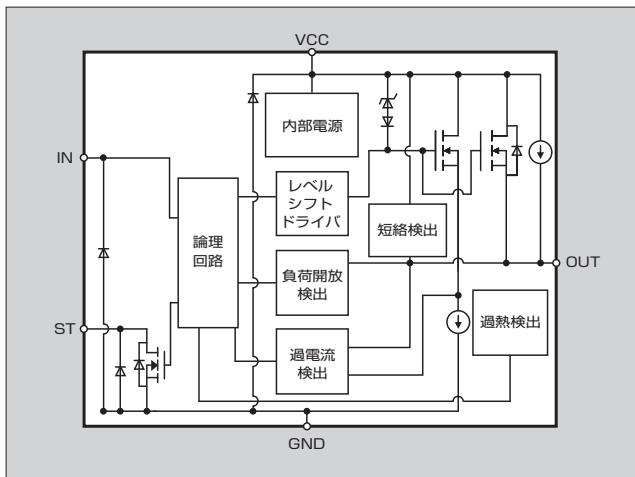 VCC
内部電源
IN
レベル
シフト
ドライバ
論理
回路
短絡検出
OUT
負荷開放
検出
過熱検出
ST
過電流
検出
GND